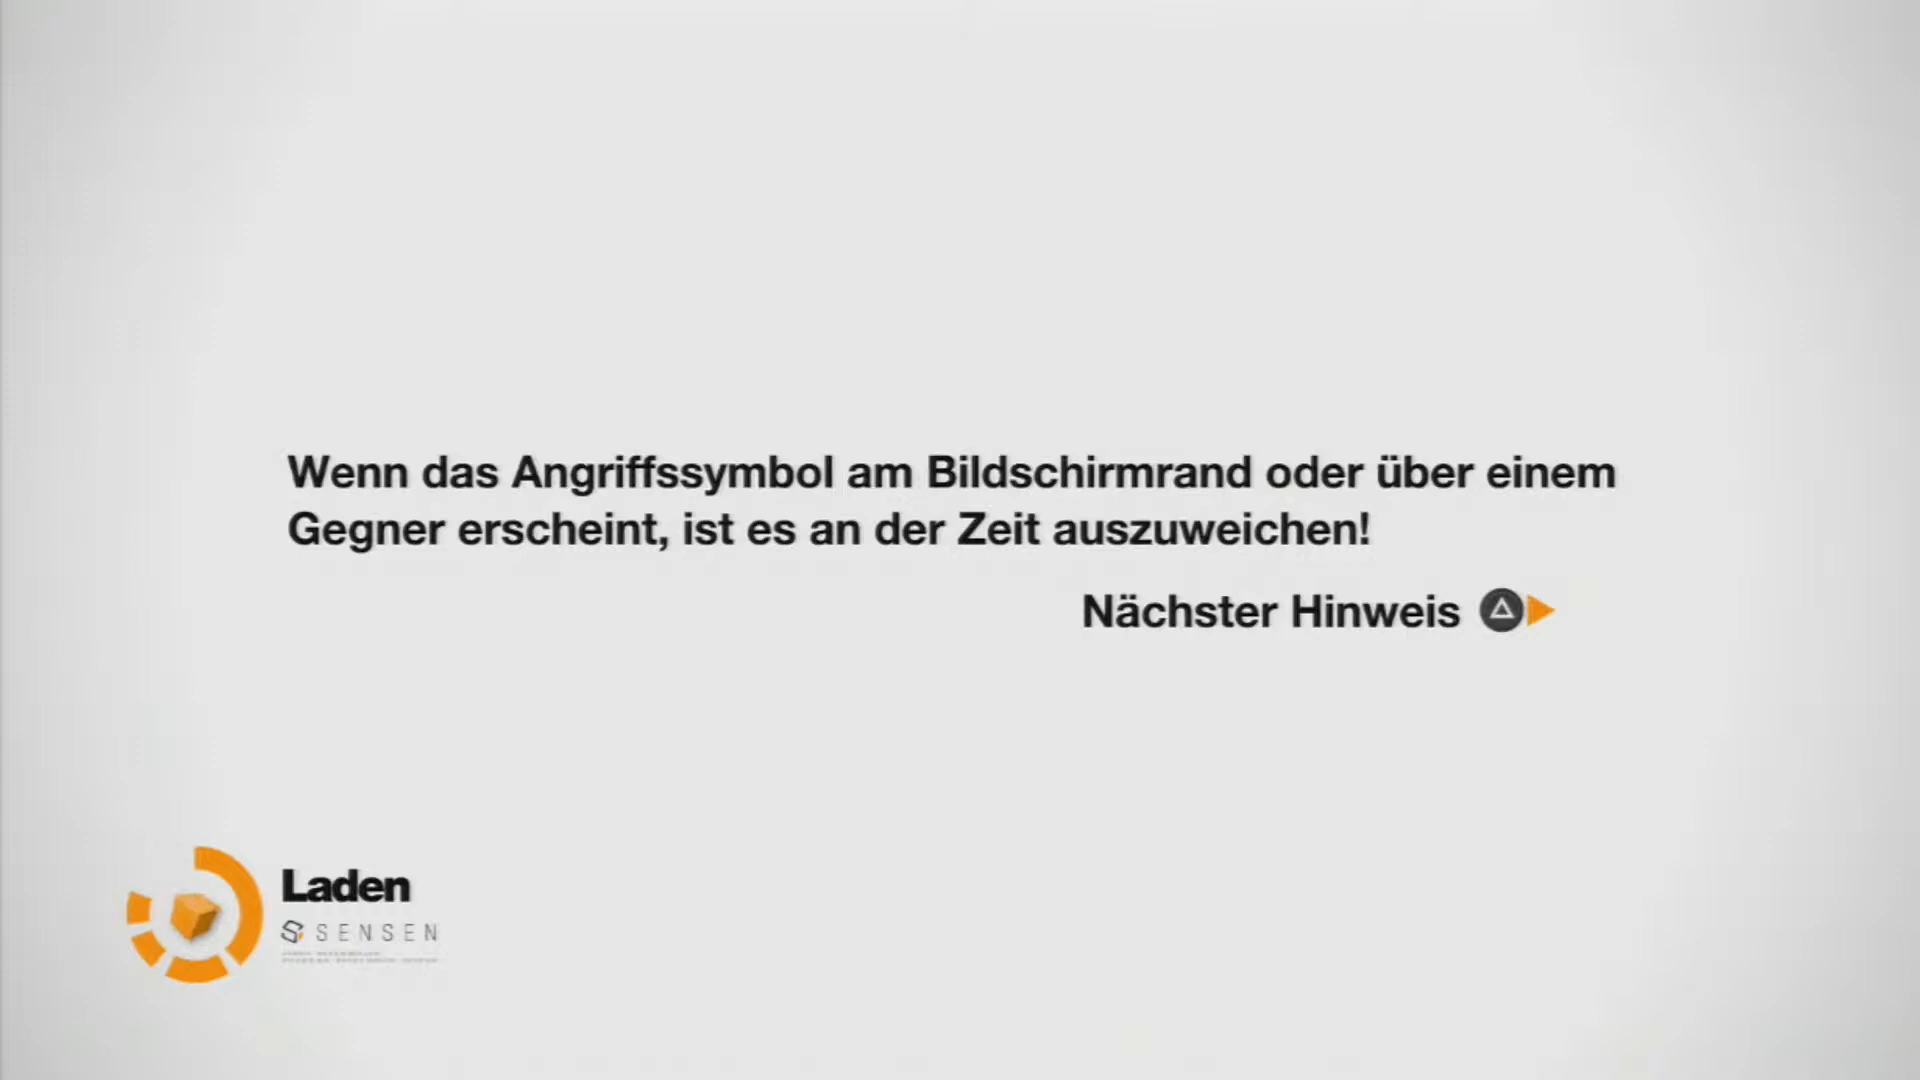 Wenn das Angriffssymbol am Bildschirmrand oder über einem
Gegner erscheint, ist es an der Zeit auszuweichen!
Nächster Hinweis
Laden
SENSEN